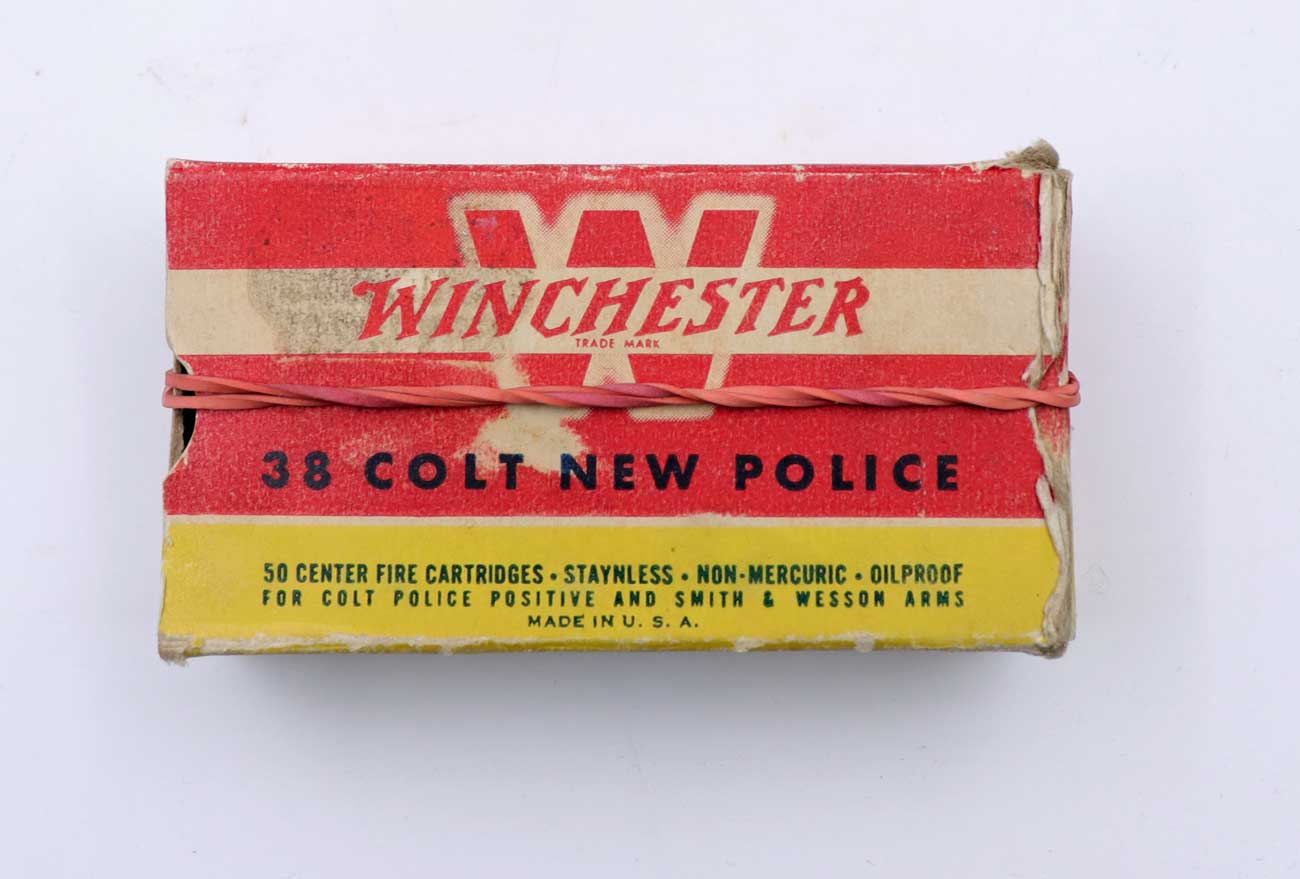 W
WINCHESTER
TRADE MARK
38 COLT NEW POLICE
50 CENTER FIRE CARTRIDGES • STAYNLESS • NON-MERCURIC • OILPROOF
FOR COLT POLICE POSITIVE AND SMITH & WESSON ARMS
MADE IN U. S. A.